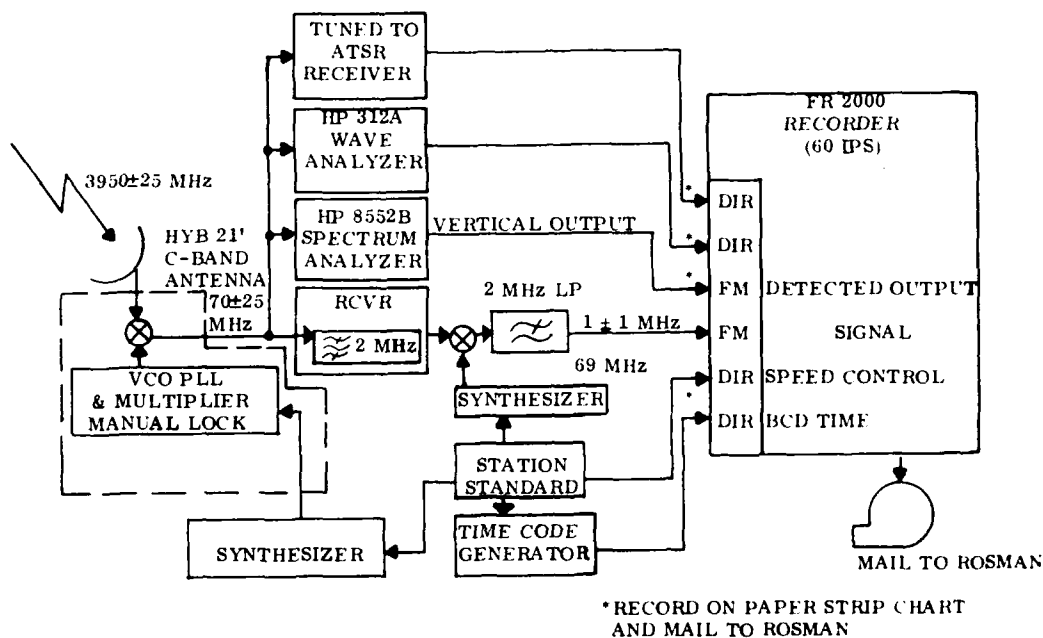 TUNED TO
ATSR
RECEIVER
HP 312A
WAVE
ANALYZER
HP 8552B
SPECTRUM
ANALYZER
VERTICAL OUTPUT
3950±25 MHz
HYB 21'
C-BAND
ANTENNA
70±25
MHz
RCVR
2 MHz
2 MHz LP
1 ± 1 MHz
69 MHz
VCO PLL
& MULTIPLIER
MANUAL LOCK
SYNTHESIZER
STATION
STANDARD
SYNTHESIZER
TIME CODE
GENERATOR
FR 2000
RECORDER
(60 IPS)
* DIR
* DIR
* FM DETECTED OUTPUT
FM SIGNAL
DIR SPEED CONTROL
* DIR BCD TIME
MAIL TO ROSMAN
*RECORD ON PAPER STRIP CHART
AND MAIL TO ROSMAN